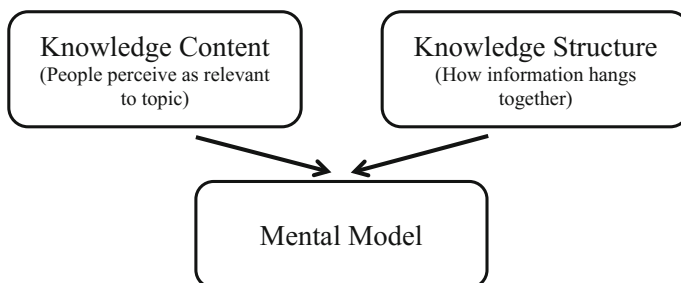 Knowledge Content
(People perceive as relevant
to topic)
Knowledge Structure
(How information hangs
together)
Mental Model